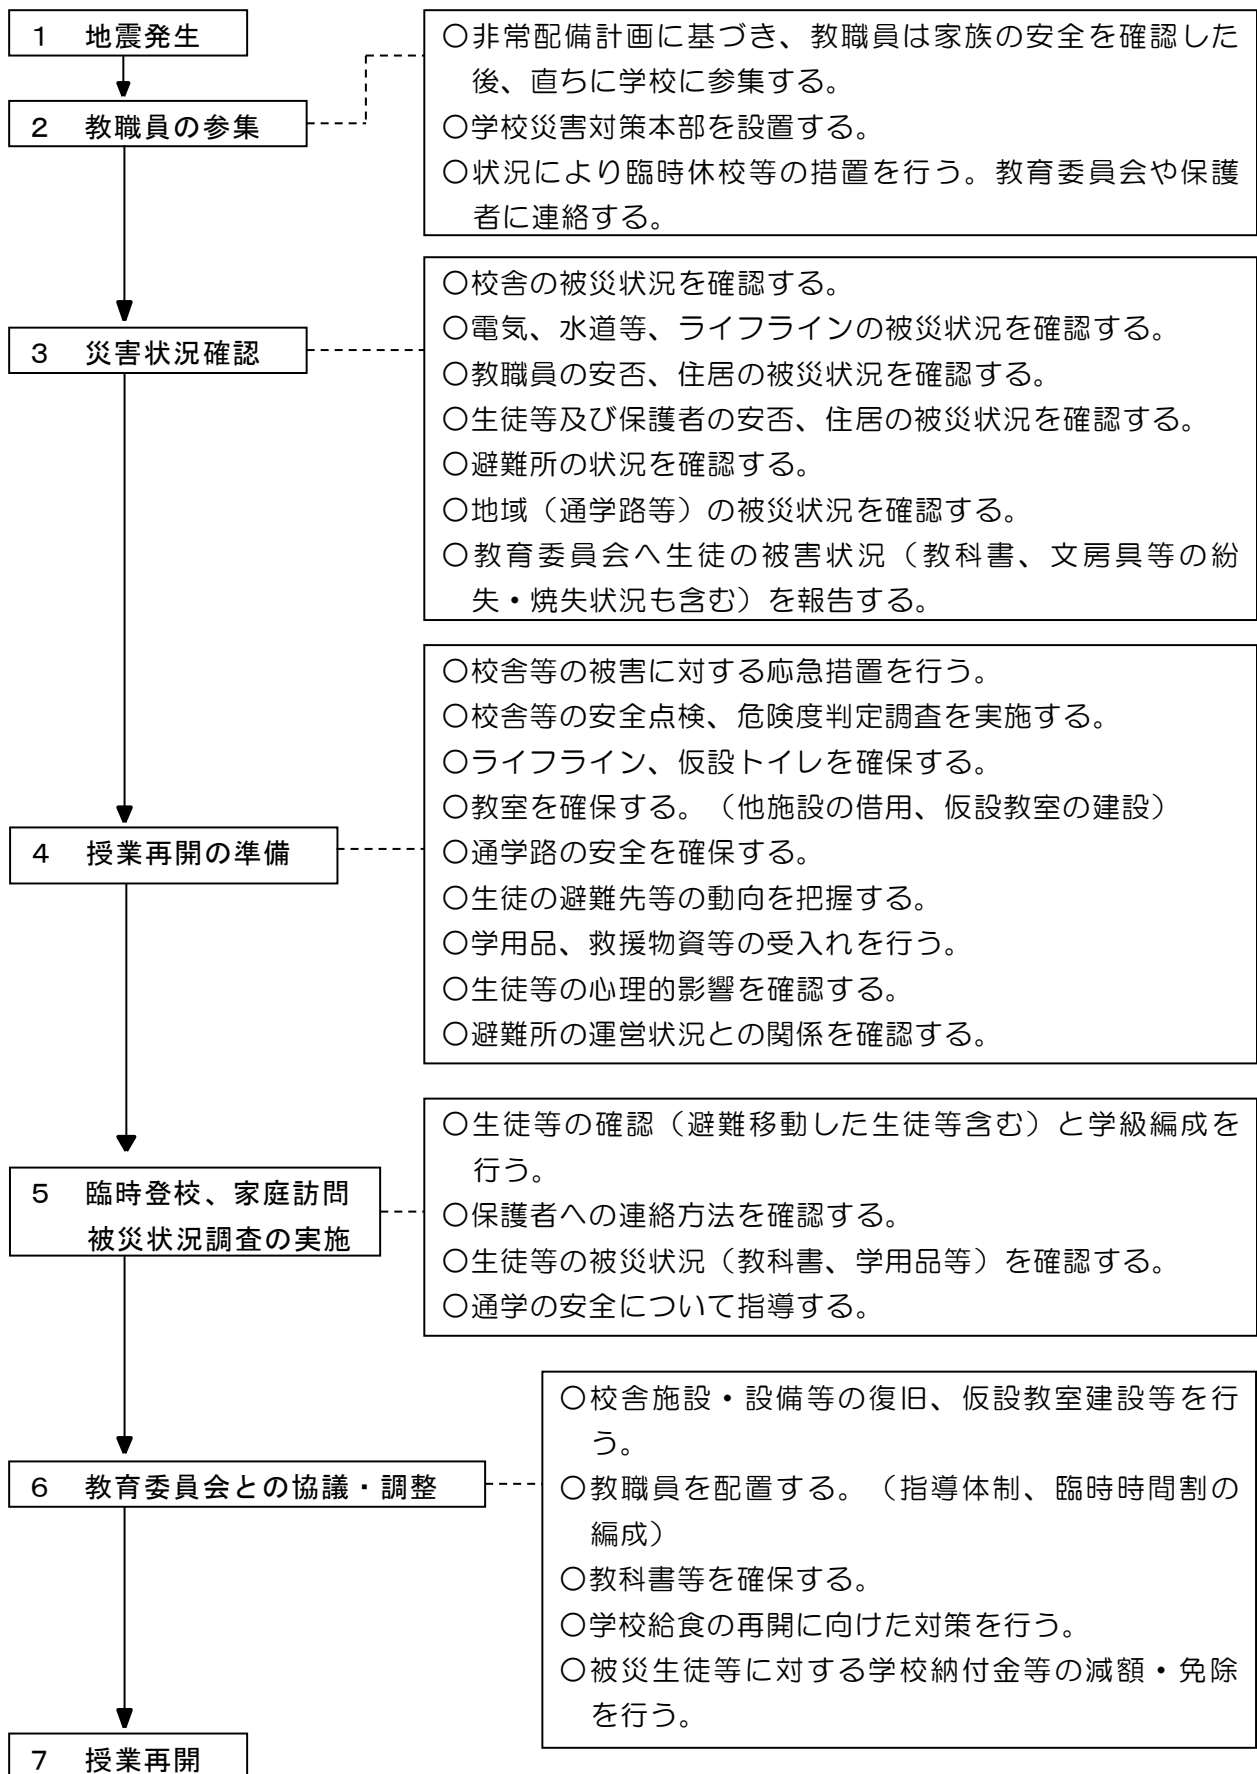 1　地震発生
○非常配備計画に基づき、教職員は家族の安全を確認した
後、直ちに学校に参集する。
2　教職員の参集
○学校災害対策本部を設置する。
○状況により臨時休校等の措置を行う。教育委員会や保護
者に連絡する。
○校舎の被災状況を確認する。
○電気、水道等、ライフラインの被災状況を確認する。
3　災害状況確認
○教職員の安否、住居の被災状況を確認する。
○生徒等及び保護者の安否、住居の被災状況を確認する。
○避難所の状況を確認する。
○地域（通学路等）の被災状況を確認する。
○教育委員会へ生徒の被害状況（教科書、文房具等の紛
失・焼失状況も含む）を報告する。
○校舎等の被害に対する応急措置を行う。
○校舎等の安全点検、危険度判定調査を実施する。
○ライフライン、仮設トイレを確保する。
○教室を確保する。（他施設の借用、仮設教室の建設）
4　授業再開の準備
○通学路の安全を確保する。
○生徒の避難先等の動向を把握する。
○学用品、救援物資等の受入れを行う。
○生徒等の心理的影響を確認する。
○避難所の運営状況との関係を確認する。
○生徒等の確認（避難移動した生徒等含む）と学級編成を
行う。
5　臨時登校、家庭訪問
被災状況調査の実施
○保護者への連絡方法を確認する。
○生徒等の被災状況（教科書、学用品等）を確認する。
○通学の安全について指導する。
○校舎施設・設備等の復旧、仮設教室建設等を行
う。
6　教育委員会との協議・調整
○教職員を配置する。（指導体制、臨時時間割の
編成）
○教科書等を確保する。
○学校給食の再開に向けた対策を行う。
○被災生徒等に対する学校納付金等の減額・免除
を行う。
7　授業再開